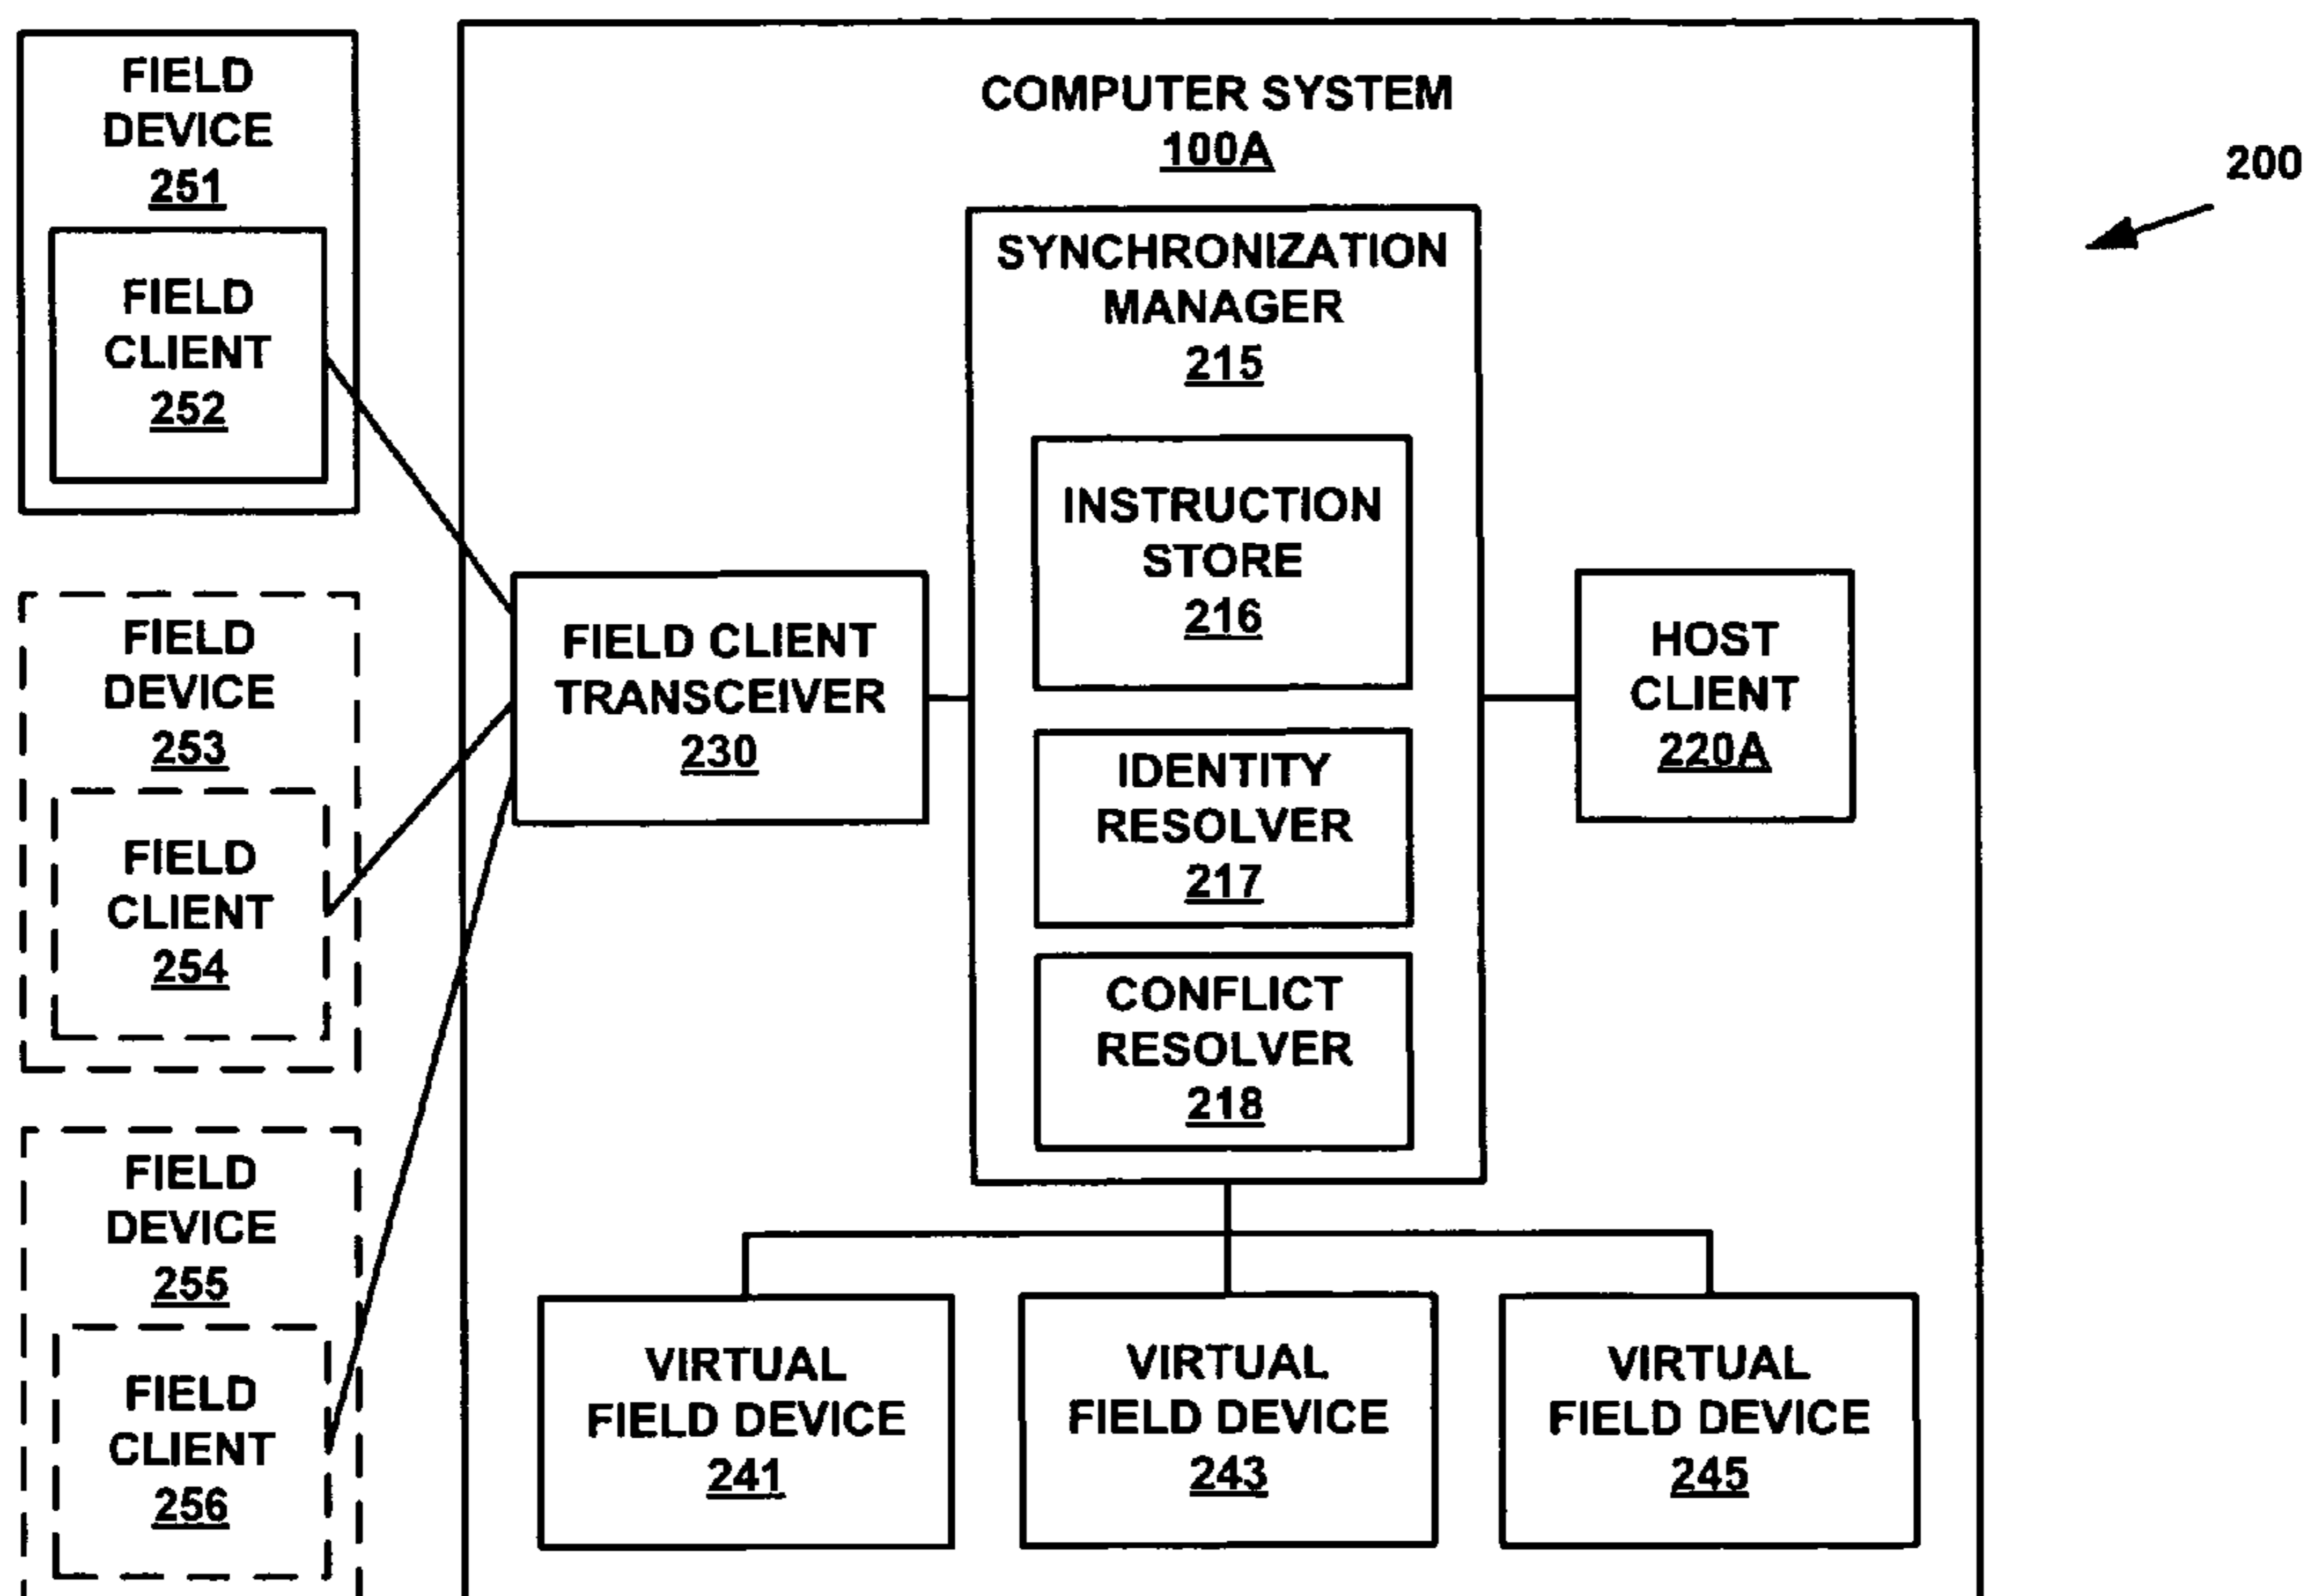 FIELD
DEVICE
251
FIELD
CLIENT
252
FIELD
DEVICE
253
FIELD
CLIENT
254
FIELD
DEVICE
255
FIELD
CLIENT
256
COMPUTER SYSTEM
100A
200
FIELD CLIENT
TRANSCEIVER
230
SYNCHRONIZATION
MANAGER
215
INSTRUCTION
STORE
216
IDENTITY
RESOLVER
217
CONFLICT
RESOLVER
218
HOST
CLIENT
220A
VIRTUAL
FIELD DEVICE
241
VIRTUAL
FIELD DEVICE
243
VIRTUAL
FIELD DEVICE
245